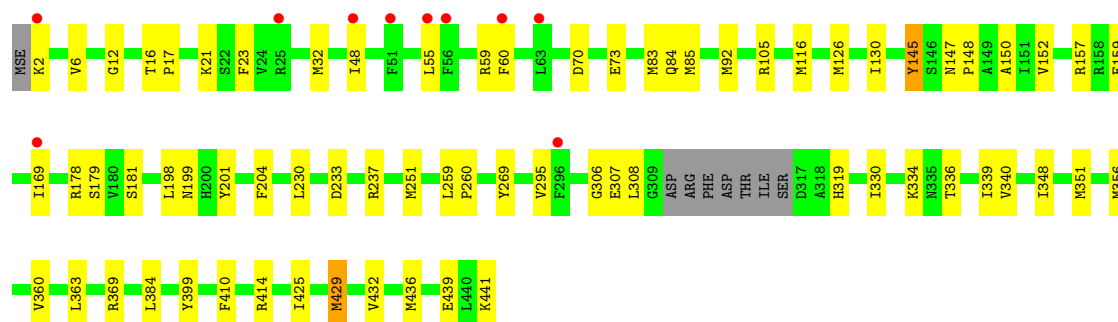 MSE K2 V6 G12 T16 P17 K21 S22 F23 V24 R25 M32 I48 F51 L55 F56 R59 F60 L63 D70 E73 M83 Q84 M85 M92 R105 M116 M126 I130 Y145 S146 N147 P148 A149 A150 I151 V152 R157 R158
I169 R178 S179 V180 S181 L198 N199 H200 Y201 F204 L230 D233 R237 M251 L259 P260 Y269 V295 F296 G306 E307 L308 G309 ASP ARG PHE ASP THR ILE SER D317 A318 H319 I330 K334 N335 T336 I339 V340 I348 M351
V360 L363 R369 L384 Y399 F410 R414 I425 M429 V432 M436 E439 L440 K441